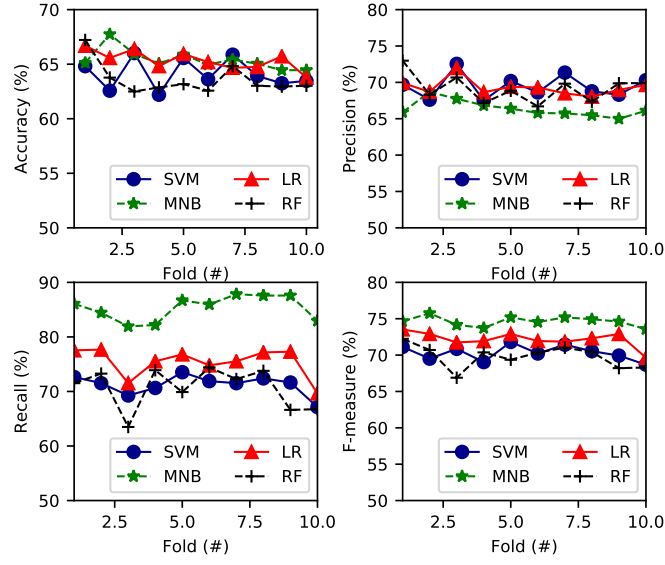 70
65
60
55
50
Accuracy (%)
SVM
MNB
LR
RF
2.5
5.0
7.5
10.0
Fold (#)
80
75
70
65
60
55
50
Precision (%)
SVM
MNB
LR
RF
2.5
5.0
7.5
10.0
Fold (#)
90
80
70
60
50
Recall (%)
SVM
MNB
LR
RF
2.5
5.0
7.5
10.0
Fold (#)
80
75
70
65
60
55
50
F-measure (%)
SVM
MNB
LR
RF
2.5
5.0
7.5
10.0
Fold (#)